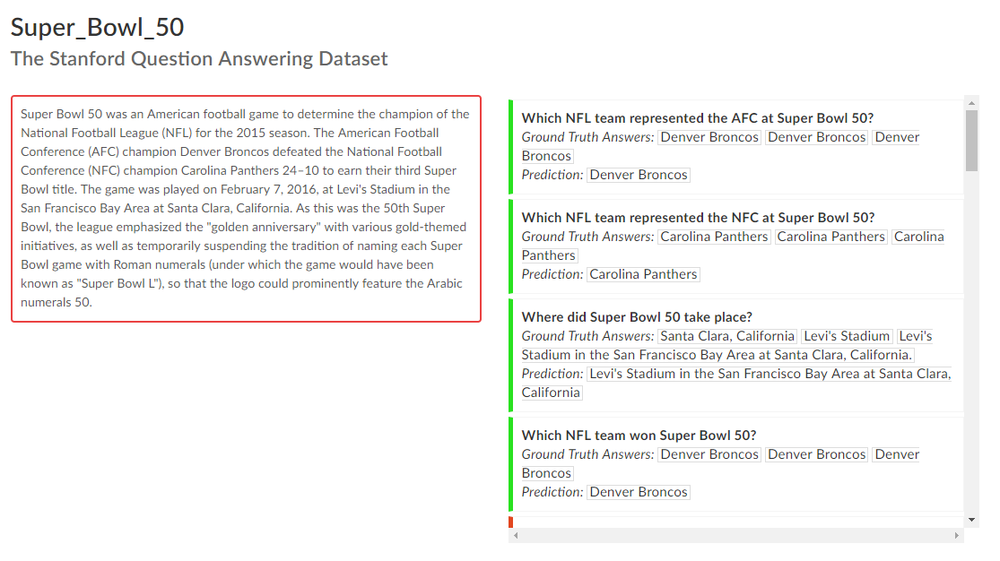 Super_Bowl_50
The Stanford Question Answering Dataset
Super Bowl 50 was an American football game to determine the champion of the
National Football League (NFL) for the 2015 season. The American Football
Conference (AFC) champion Denver Broncos defeated the National Football
Conference (NFC) champion Carolina Panthers 24–10 to earn their third Super
Bowl title. The game was played on February 7, 2016, at Levi's Stadium in the
San Francisco Bay Area at Santa Clara, California. As this was the 50th Super
Bowl, the league emphasized the "golden anniversary" with various gold-themed
initiatives, as well as temporarily suspending the tradition of naming each Super
Bowl game with Roman numerals (under which the game would have been
known as "Super Bowl L"), so that the logo could prominently feature the Arabic
numerals 50.
Which NFL team represented the AFC at Super Bowl 50?
Ground Truth Answers: Denver Broncos Denver Broncos Denver
Broncos
Prediction: Denver Broncos
Which NFL team represented the NFC at Super Bowl 50?
Ground Truth Answers: Carolina Panthers Carolina Panthers Carolina
Panthers
Prediction: Carolina Panthers
Where did Super Bowl 50 take place?
Ground Truth Answers: Santa Clara, California Levi's Stadium Levi's
Stadium in the San Francisco Bay Area at Santa Clara, California.
Prediction: Levi's Stadium in the San Francisco Bay Area at Santa Clara,
California
Which NFL team won Super Bowl 50?
Ground Truth Answers: Denver Broncos Denver Broncos Denver
Broncos
Prediction: Denver Broncos